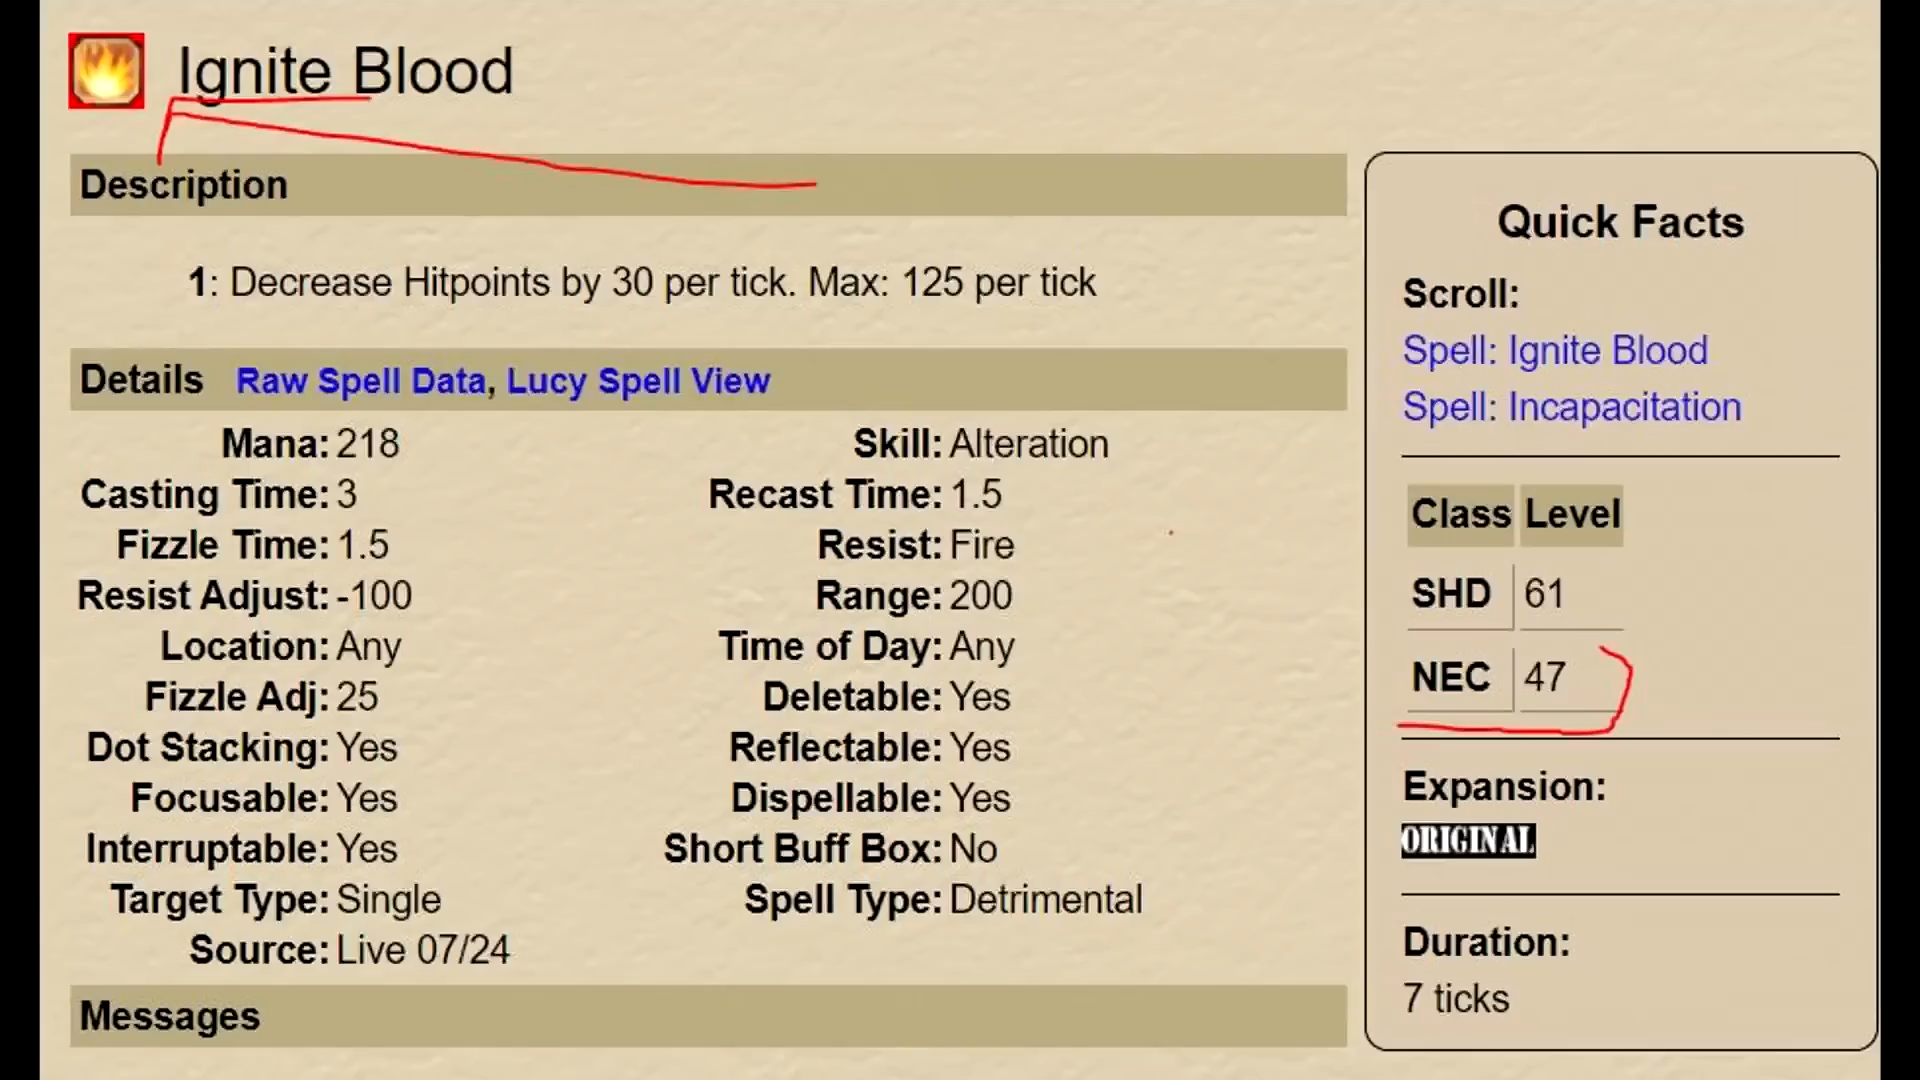 Ignite Blood
Description
1: Decrease Hitpoints by 30 per tick. Max: 125 per tick
Details Raw Spell Data, Lucy Spell View
Mana: 218
Skill: Alteration
Casting Time: 3
Recast Time: 1.5
Fizzle Time: 1.5
Resist: Fire
Resist Adjust: -100
Range: 200
Location: Any
Time of Day: Any
Fizzle Adj: 25
Deletable: Yes
Dot Stacking: Yes
Reflectable: Yes
Focusable: Yes
Dispellable: Yes
Interruptable: Yes
Short Buff Box: No
Target Type: Single
Spell Type: Detrimental
Source: Live 07/24
Messages
Quick Facts
Scroll:
Spell: Ignite Blood
Spell: Incapacitation
Class Level
SHD 61
NEC 47
Expansion:
ORIGINAL
Duration:
7 ticks